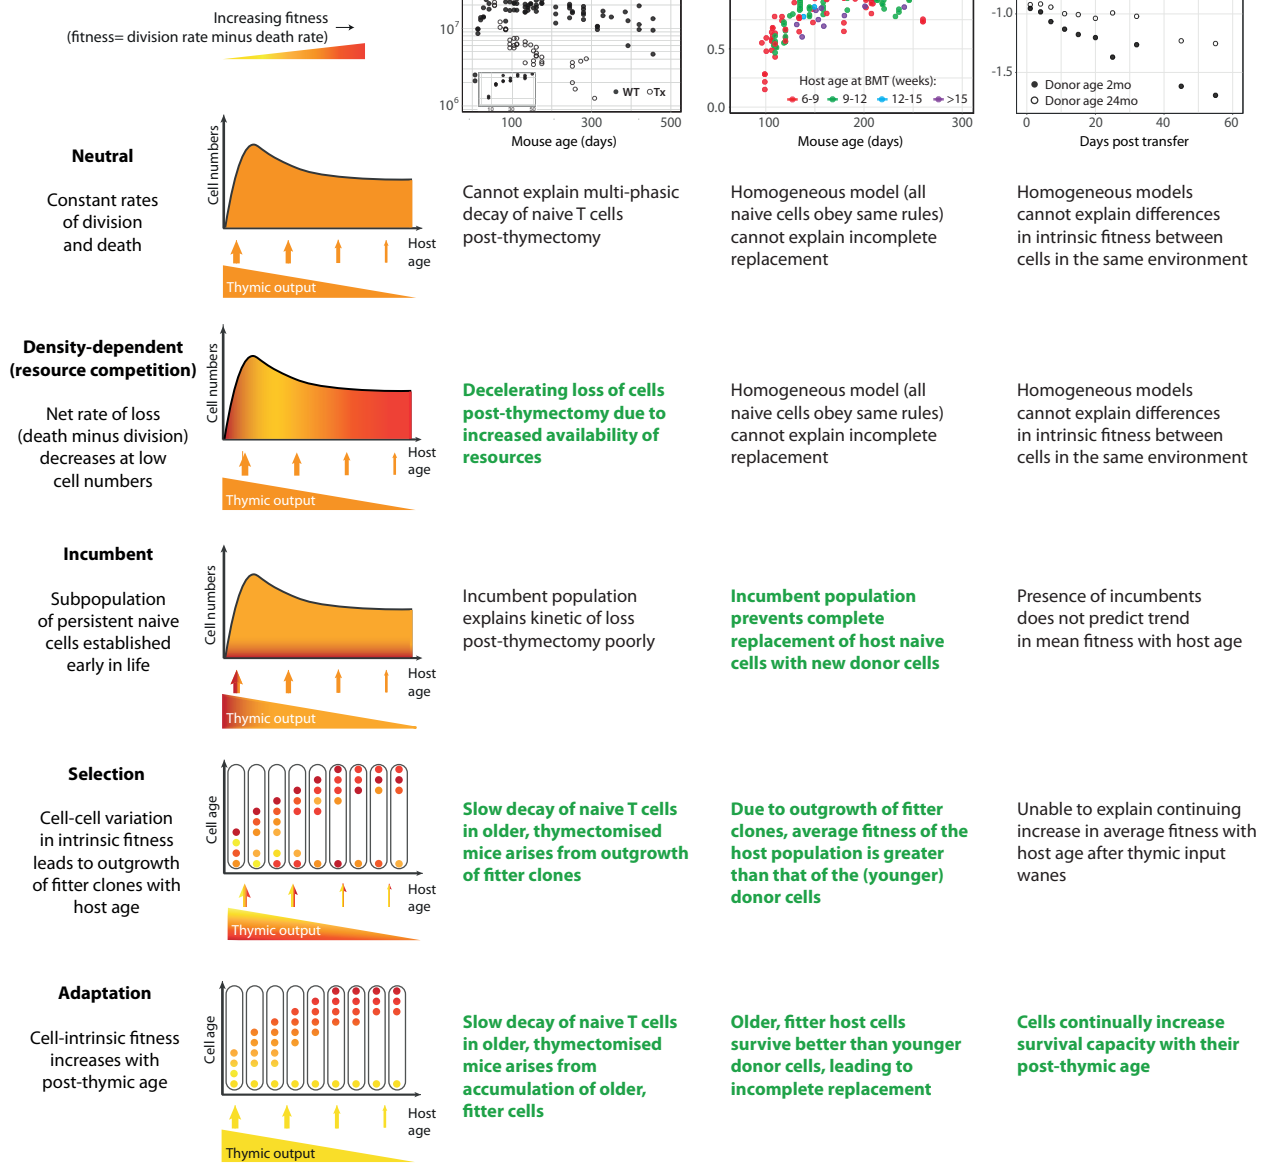 Increasing fitness →
(fitness= division rate minus death rate)
10⁷
10⁶
10 30 50
WT Tx
100 300 500
Mouse age (days)
0.5
0.0
Host age at BMT (weeks):
6-9 9-12 12-15 >15
100 200 300
Mouse age (days)
-1.0
-1.5
Donor age 2mo
Donor age 24mo
0 20 40 60
Days post transfer
Neutral
Constant rates
of division
and death
Cell numbers
Host
age
Thymic output
Cannot explain multi-phasic
decay of naive T cells
post-thymectomy
Homogeneous model (all
naive cells obey same rules)
cannot explain incomplete
replacement
Homogeneous models
cannot explain differences
in intrinsic fitness between
cells in the same environment
Density-dependent
(resource competition)
Net rate of loss
(death minus division)
decreases at low
cell numbers
Cell numbers
Host
age
Thymic output
Decelerating loss of cells
post-thymectomy due to
increased availability of
resources
Homogeneous model (all
naive cells obey same rules)
cannot explain incomplete
replacement
Homogeneous models
cannot explain differences
in intrinsic fitness between
cells in the same environment
Incumbent
Subpopulation
of persistent naive
cells established
early in life
Cell numbers
Host
age
Thymic output
Incumbent population
explains kinetic of loss
post-thymectomy poorly
Incumbent population
prevents complete
replacement of host naive
cells with new donor cells
Presence of incumbents
does not predict trend
in mean fitness with host age
Selection
Cell-cell variation
in intrinsic fitness
leads to outgrowth
of fitter clones with
host age
Cell age
Host
age
Thymic output
Slow decay of naive T cells
in older, thymectomised
mice arises from outgrowth
of fitter clones
Due to outgrowth of fitter
clones, average fitness of the
host population is greater
than that of the (younger)
donor cells
Unable to explain continuing
increase in average fitness with
host age after thymic input
wanes
Adaptation
Cell-intrinsic fitness
increases with
post-thymic age
Cell age
Host
age
Thymic output
Slow decay of naive T cells
in older, thymectomised
mice arises from
accumulation of older,
fitter cells
Older, fitter host cells
survive better than younger
donor cells, leading to
incomplete replacement
Cells continually increase
survival capacity with their
post-thymic age